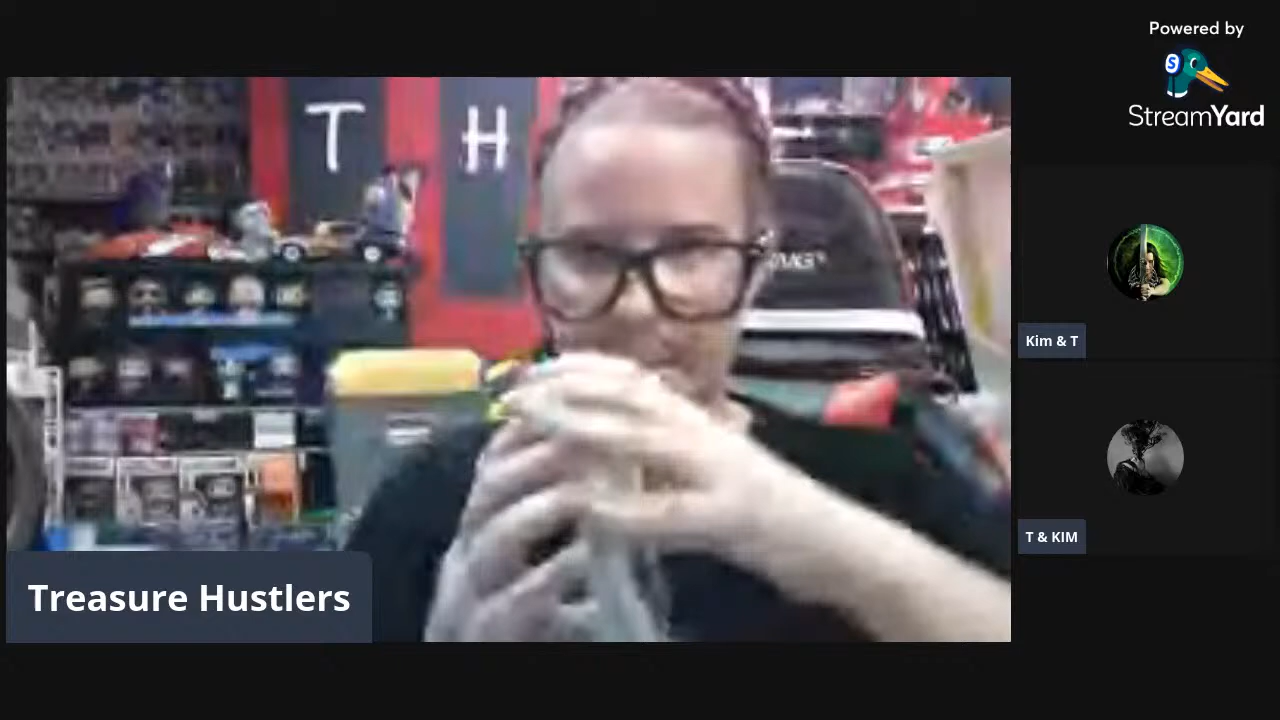 Powered by
StreamYard
T H
Kim & T
T & KIM
Treasure Hustlers